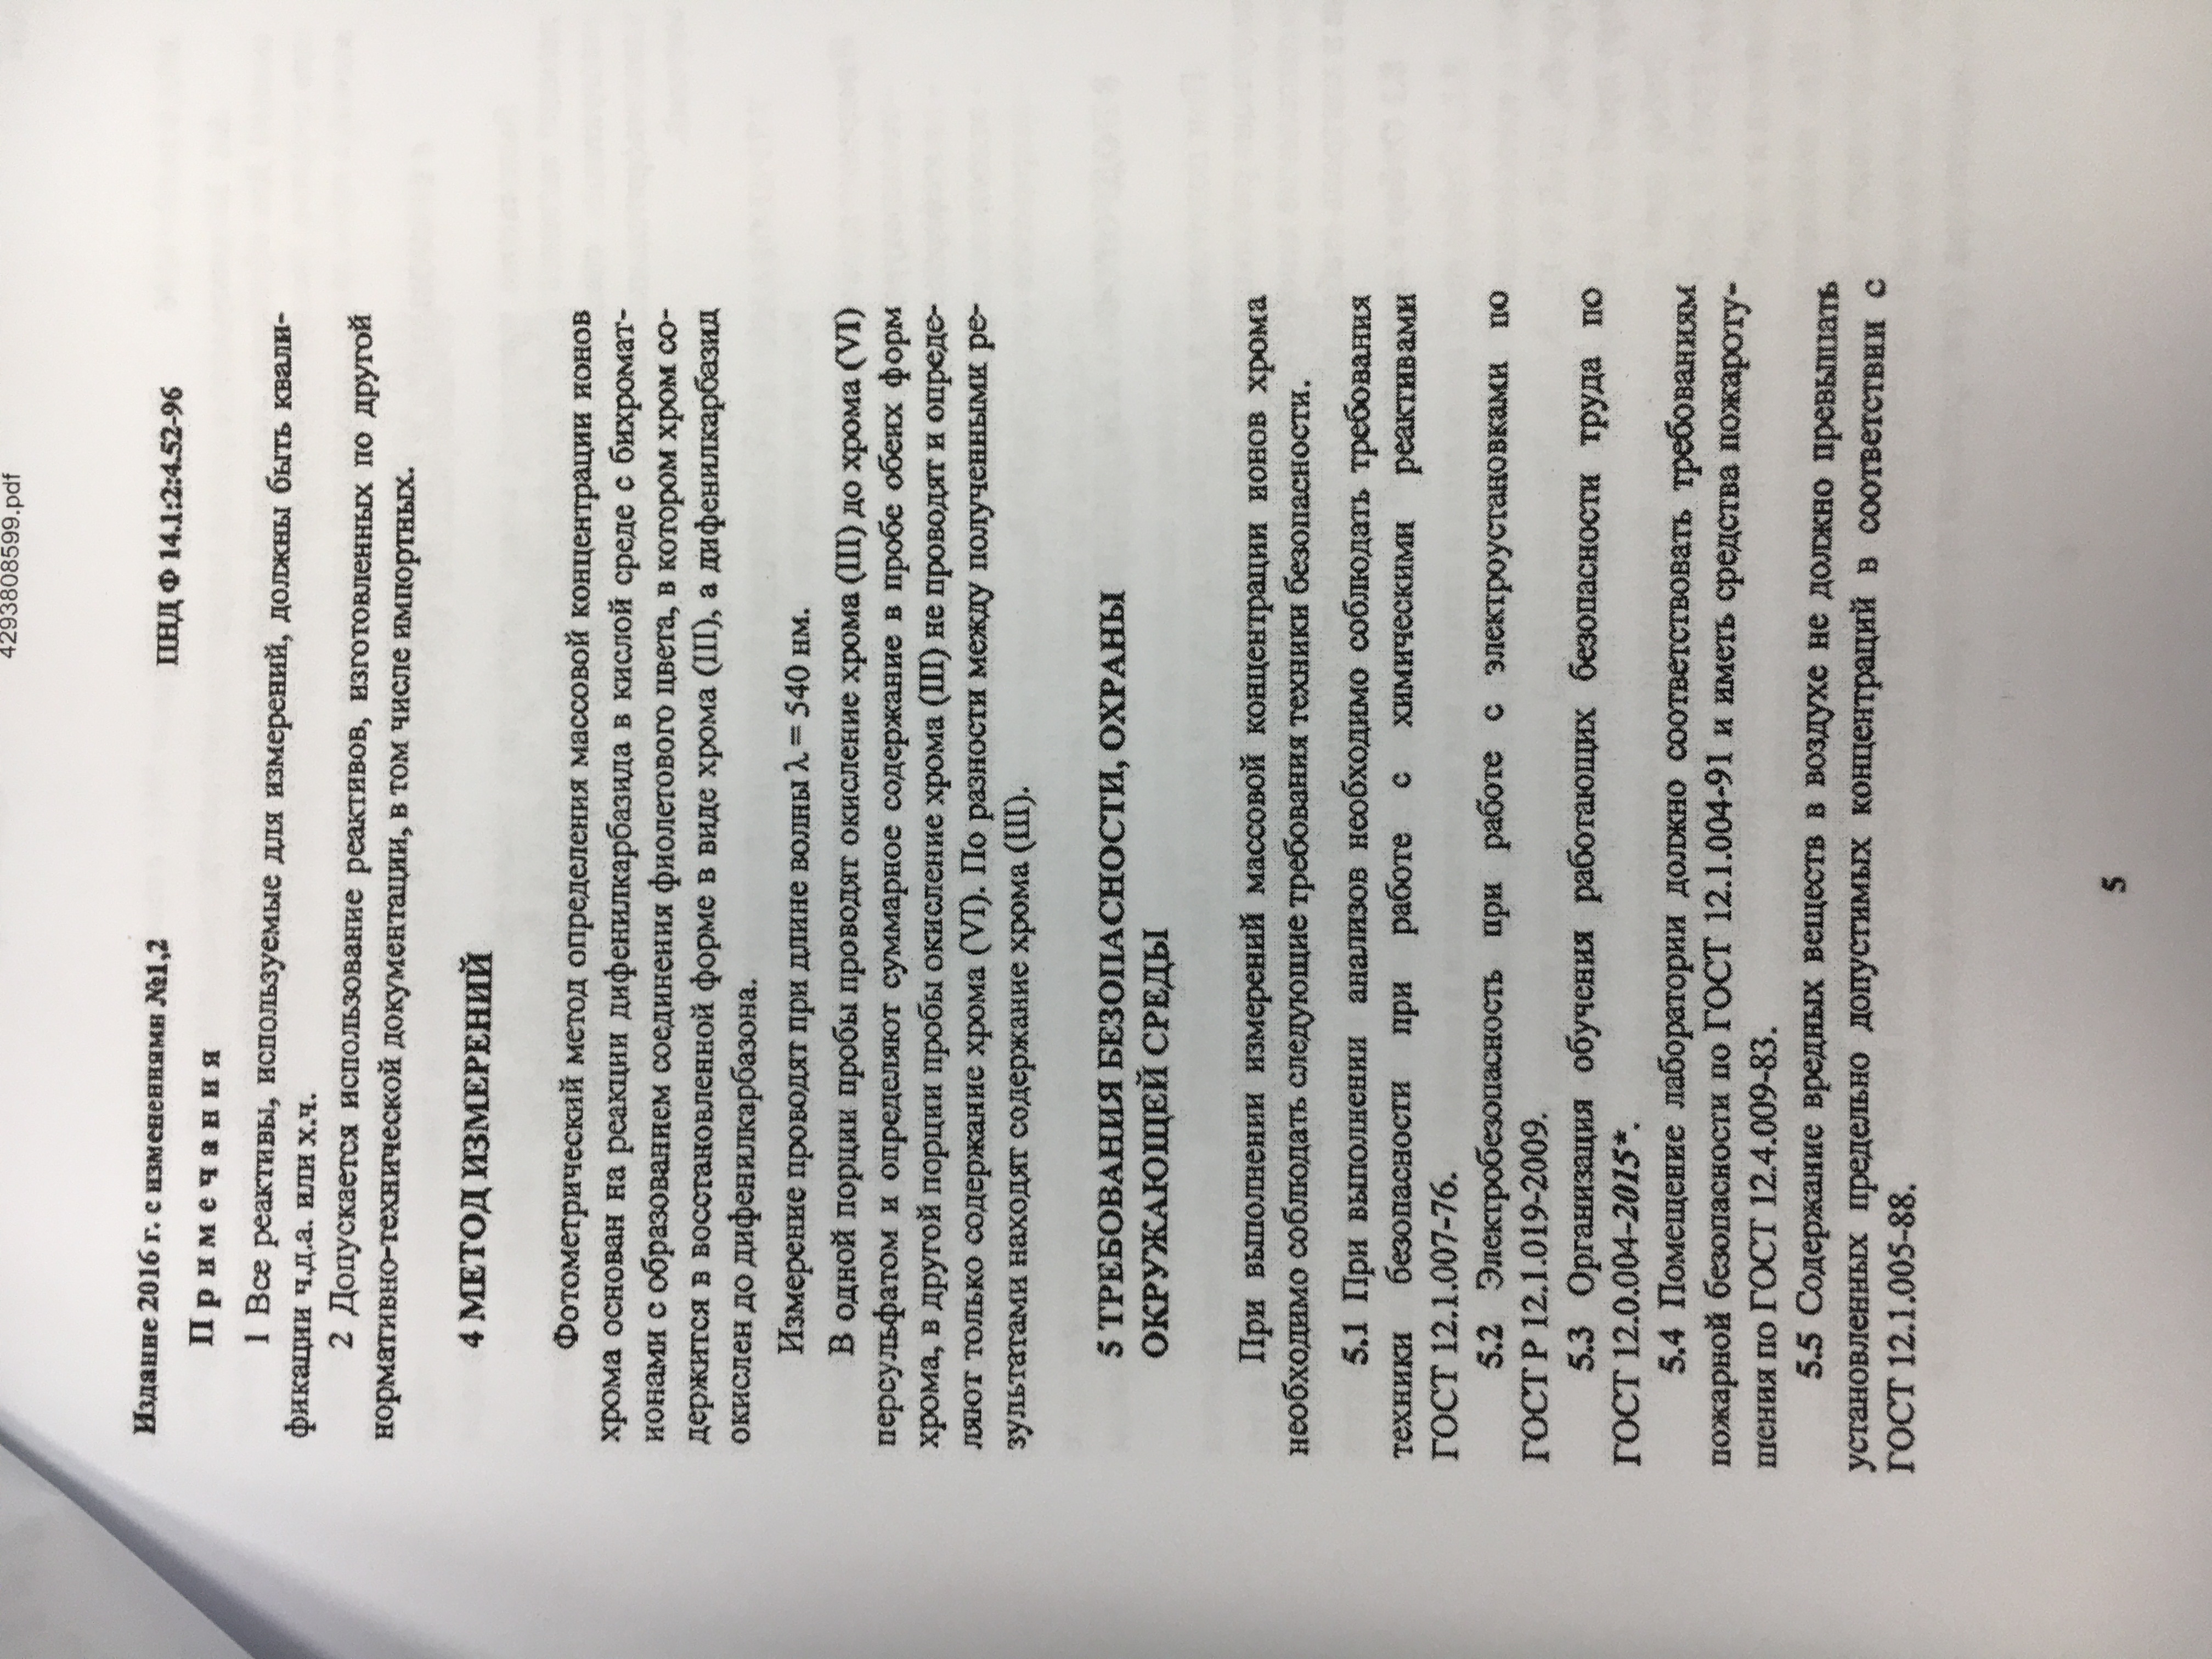 4293808599.pdf
Издание 2016 г. с изменениями №1,2 ПНД Ф 14.1:2:4.52-96
П р и м е ч а н и я
1 Все реактивы, используемые для измерений, должны быть квали-
фикации ч.д.а. или х.ч.
2 Допускается использование реактивов, изготовленных по другой
нормативно-технической документации, в том числе импортных.
4 МЕТОД ИЗМЕРЕНИЙ
Фотометрический метод определения массовой концентрации ионов
хрома основан на реакции дифенилкарбазида в кислой среде с бихромат-
ионами с образованием соединения фиолетового цвета, в котором хром со-
держится в восстановленной форме в виде хрома (III), а дифенилкарбазид
окислен до дифенилкарбазона.
Измерение проводят при длине волны λ = 540 нм.
В одной порции пробы проводят окисление хрома (III) до хрома (VI)
персульфатом и определяют суммарное содержание в пробе обеих форм
хрома, в другой порции пробы окисление хрома (III) не проводят и опреде-
ляют только содержание хрома (VI). По разности между полученными ре-
зультатами находят содержание хрома (III).
5 ТРЕБОВАНИЯ БЕЗОПАСНОСТИ, ОХРАНЫ
ОКРУЖАЮЩЕЙ СРЕДЫ
При выполнении измерений массовой концентрации ионов хрома
необходимо соблюдать следующие требования техники безопасности.
5.1 При выполнении анализов необходимо соблюдать требования
техники безопасности при работе с химическими реактивами
ГОСТ 12.1.007-76.
5.2 Электробезопасность при работе с электроустановками по
ГОСТ Р 12.1.019-2009.
5.3 Организация обучения работающих безопасности труда по
ГОСТ 12.0.004-2015*.
5.4 Помещение лаборатории должно соответствовать требованиям
пожарной безопасности по ГОСТ 12.1.004-91 и иметь средства пожароту-
шения по ГОСТ 12.4.009-83.
5.5 Содержание вредных веществ в воздухе не должно превышать
установленных предельно допустимых концентраций в соответствии с
ГОСТ 12.1.005-88.
5